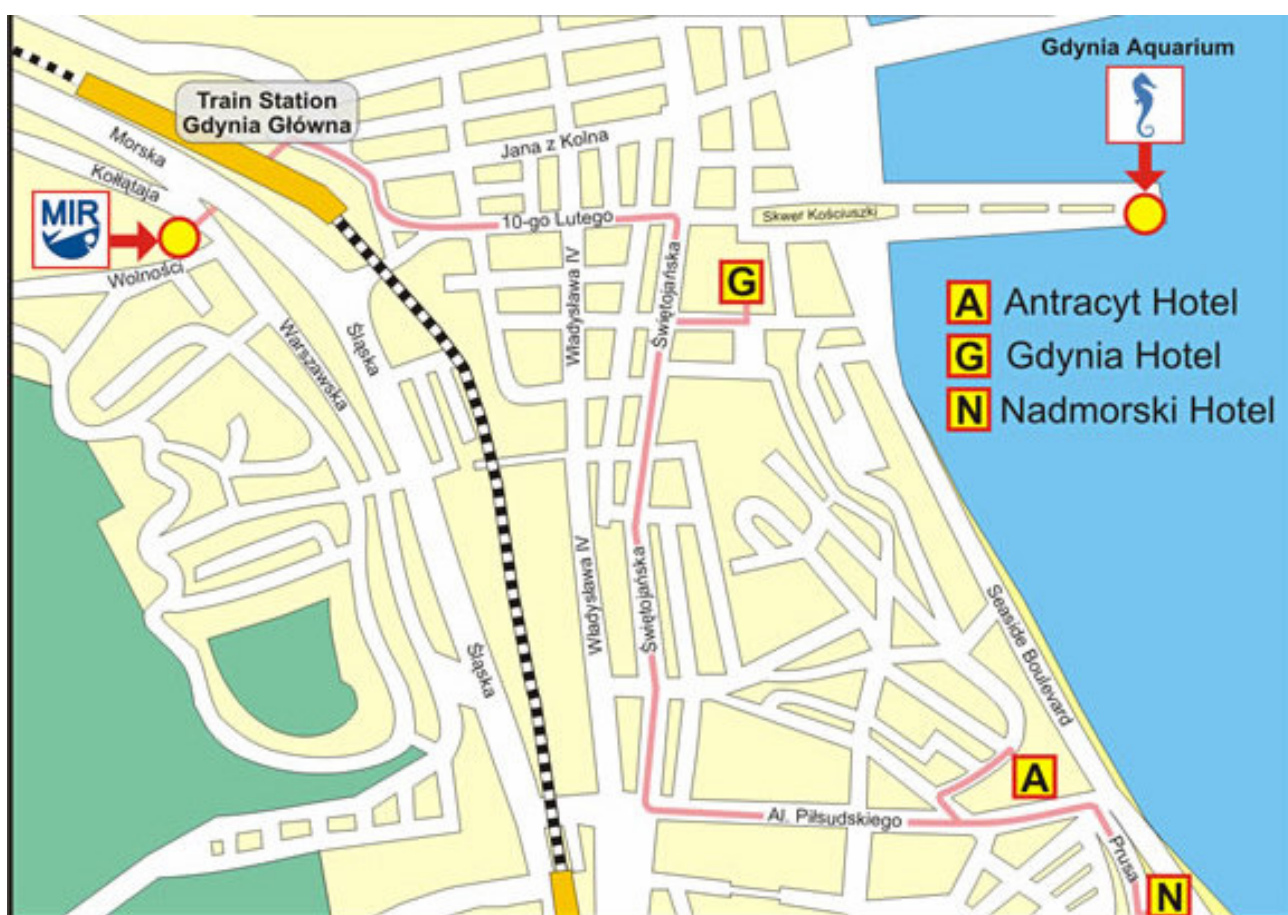 Gdynia Aquarium
Train Station
Gdynia Główna
Morska
Kołłątaja
MIR
Wolności
Jana z Kolna
10-go Lutego
Skwer Kościuszki
Władysława IV
Świętojańska
G
Warszawska
Śląska
A Antracyt Hotel
G Gdynia Hotel
N Nadmorski Hotel
Władysława IV
Świętojańska
Śląska
Seaside Boulevard
A
Al. Piłsudskiego
Prusa
N